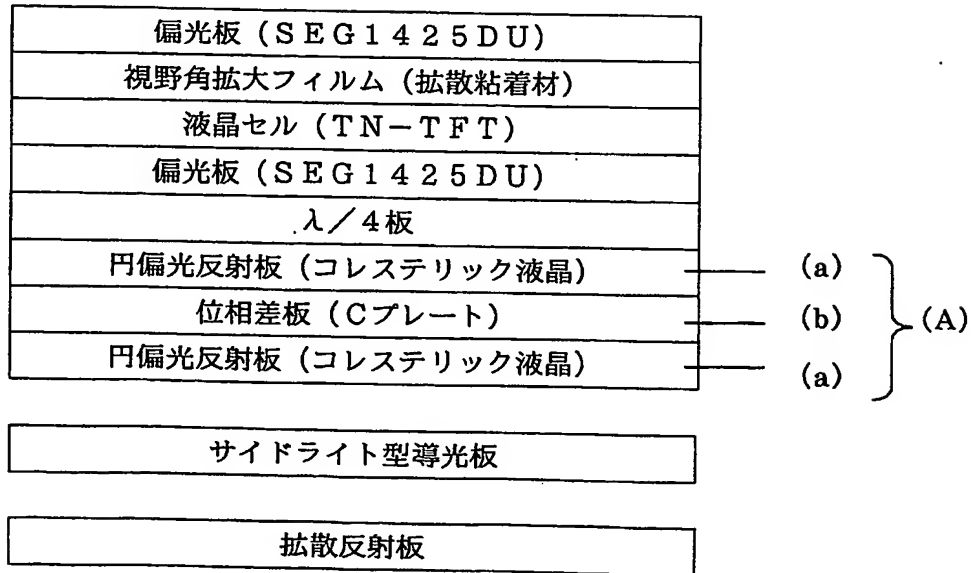 偏光板（SEG1425DU）
視野角拡大フィルム（拡散粘着材）
液晶セル（TN－TFT）
偏光板（SEG1425DU）
λ／4板
円偏光反射板（コレステリック液晶） (a)
位相差板（Cプレート） (b) (A)
円偏光反射板（コレステリック液晶） (a)
サイドライト型導光板
拡散反射板